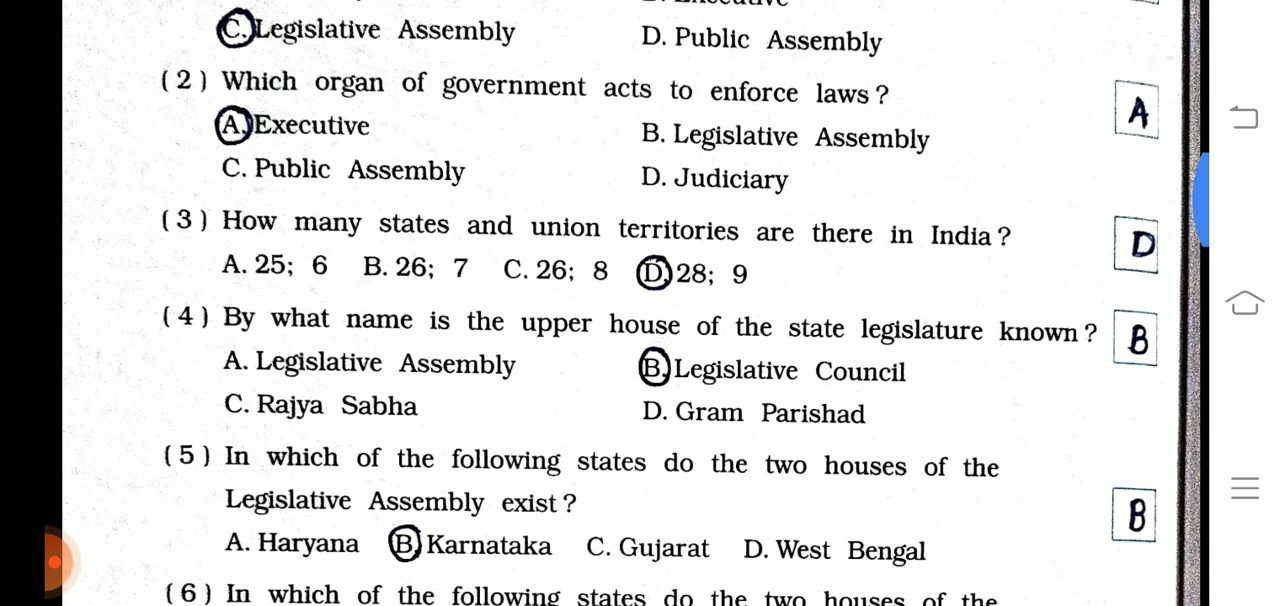 C. Legislative Assembly D. Public Assembly
(2) Which organ of government acts to enforce laws? A
A. Executive B. Legislative Assembly
C. Public Assembly D. Judiciary
(3) How many states and union territories are there in India? D
A. 25; 6 B. 26; 7 C. 26; 8 D. 28; 9
(4) By what name is the upper house of the state legislature known? B
A. Legislative Assembly B. Legislative Council
C. Rajya Sabha D. Gram Parishad
(5) In which of the following states do the two houses of the
Legislative Assembly exist? B
A. Haryana B. Karnataka C. Gujarat D. West Bengal
(6) In which of the following states do the two houses of the